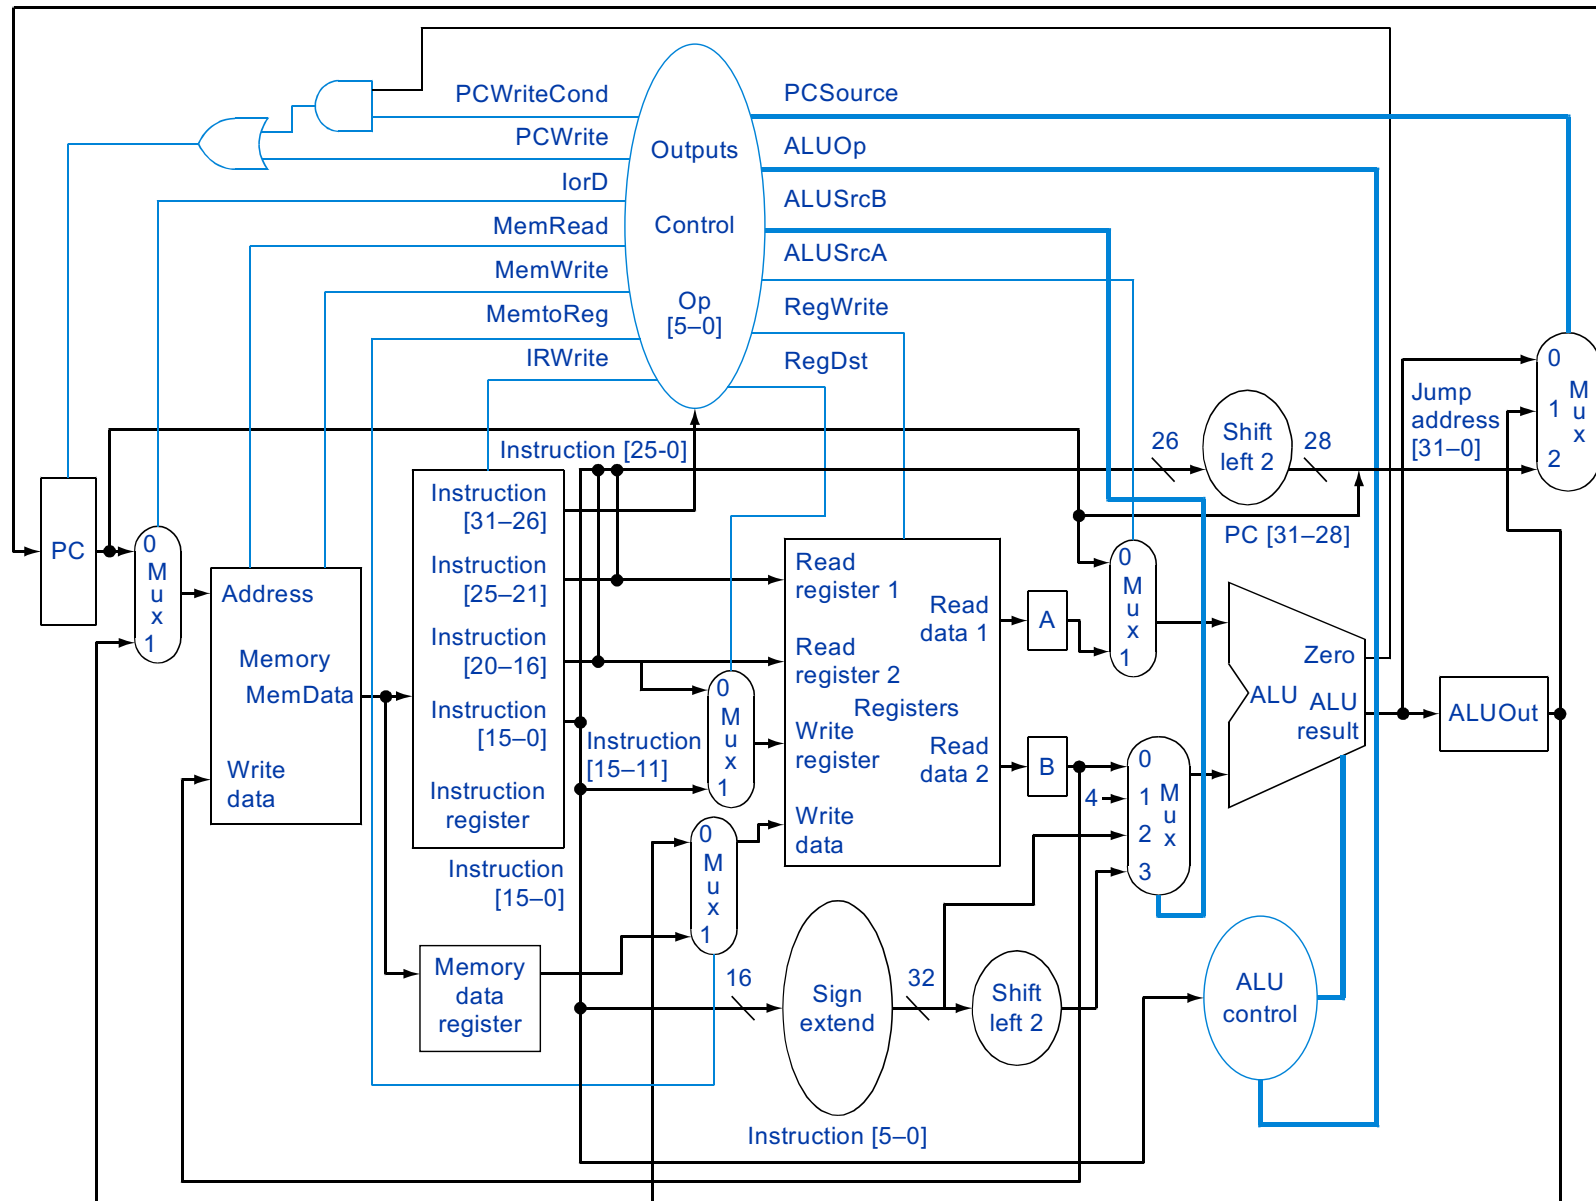 PCWriteCond
PCWrite
IorD
MemRead
MemWrite
MemtoReg
IRWrite
Outputs
Control
Op
[5–0]
PCSource
ALUOp
ALUSrcB
ALUSrcA
RegWrite
RegDst
Instruction [25-0]
26
Shift
left 2
28
Jump
address
[31–0]
0
1
2
M
u
x
PC [31–28]
PC
0
M
u
x
1
Address
Memory
MemData
Write
data
Instruction
[31–26]
Instruction
[25–21]
Instruction
[20–16]
Instruction
[15–0]
Instruction
register
Instruction
[15–0]
Instruction
[15–11]
0
M
u
x
1
0
M
u
x
1
Memory
data
register
Read
register 1
Read
register 2
Registers
Write
register
Write
data
Read
data 1
Read
data 2
A
B
4
0
M
u
x
1
0
1
2
3
M
u
x
Zero
ALU
ALU
result
ALUOut
16
Sign
extend
32
Shift
left 2
ALU
control
Instruction [5–0]